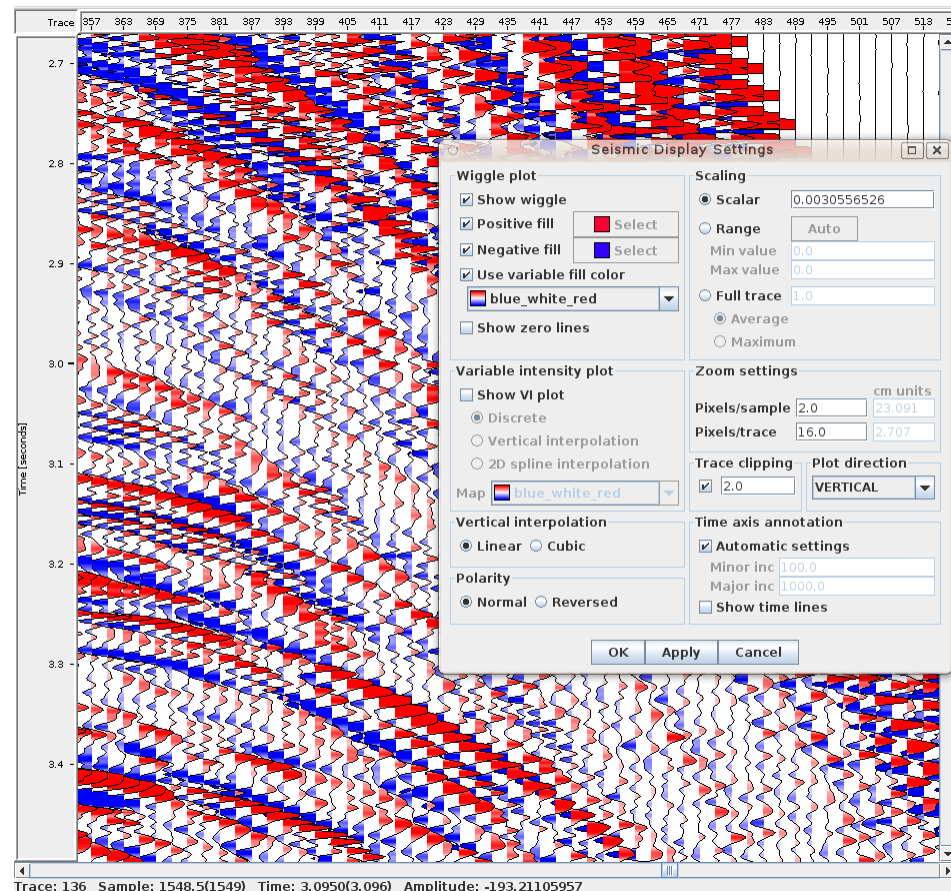 Trace 357 363 369 375 381 387 393 399 405 411 417 423 429 435 441 447 453 459 465 471 477 483 489 495 501 507 513
2.7
2.8
2.9
3.0
3.1
3.2
3.3
3.4
Time [seconds]
Seismic Display Settings
Wiggle plot
Show wiggle
Positive fill Select
Negative fill Select
Use variable fill color
blue_white_red
Show zero lines
Variable intensity plot
Show VI plot
Discrete
Vertical interpolation
2D spline interpolation
Map blue_white_red
Vertical interpolation
Linear Cubic
Polarity
Normal Reversed
Scaling
Scalar 0.0030556526
Range Auto
Min value 0.0
Max value 0.0
Full trace 1.0
Average
Maximum
Zoom settings
cm units
Pixels/sample 2.0 23.091
Pixels/trace 16.0 2.707
Trace clipping
2.0
Plot direction
VERTICAL
Time axis annotation
Automatic settings
Minor inc 100.0
Major inc 1000.0
Show time lines
OK Apply Cancel
Trace: 136 Sample: 1548.5(1549) Time: 3.0950(3.096) Amplitude: -193.21105957